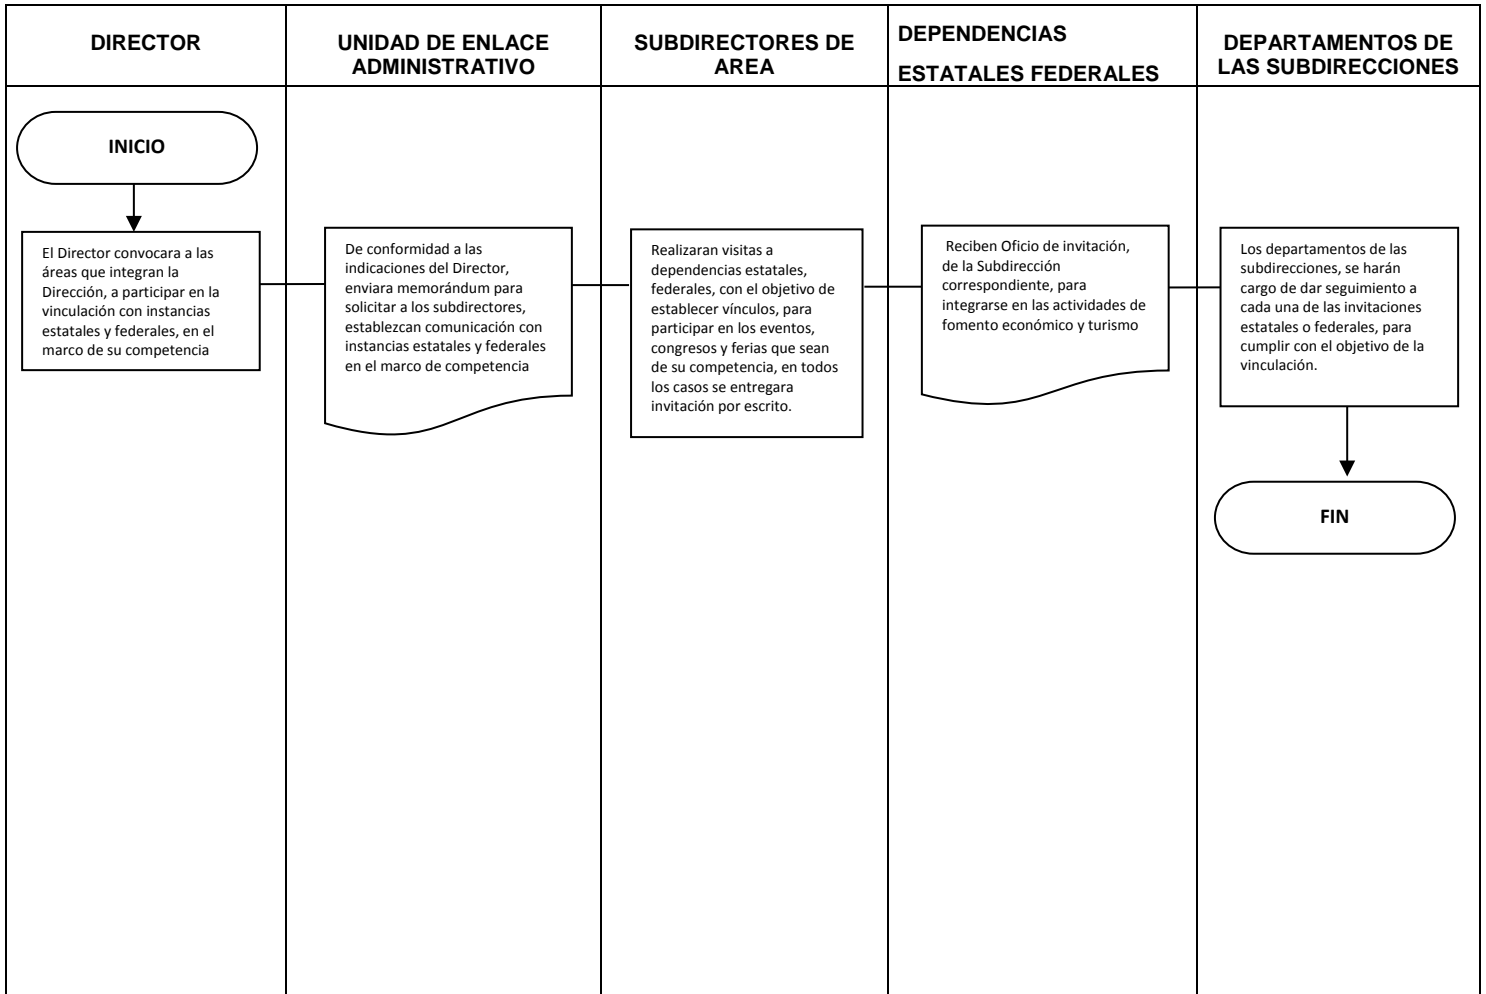 DIRECTOR
UNIDAD DE ENLACE
ADMINISTRATIVO
SUBDIRECTORES DE
AREA
DEPENDENCIAS
ESTATALES FEDERALES
DEPARTAMENTOS DE
LAS SUBDIRECCIONES
INICIO
El Director convocara a las
áreas que integran la
Dirección, a participar en la
vinculación con instancias
estatales y federales, en el
marco de su competencia
De conformidad a las
indicaciones del Director,
enviara memorándum para
solicitar a los subdirectores,
establezcan comunicación con
instancias estatales y federales
en el marco de competencia
Realizaran visitas a
dependencias estatales,
federales, con el objetivo de
establecer vínculos, para
participar en los eventos,
congresos y ferias que sean
de su competencia, en todos
los casos se entregara
invitación por escrito.
Reciben Oficio de invitación,
de la Subdirección
correspondiente, para
integrarse en las actividades de
fomento económico y turismo
Los departamentos de las
subdirecciones, se harán
cargo de dar seguimiento a
cada una de las invitaciones
estatales o federales, para
cumplir con el objetivo de la
vinculación.
FIN